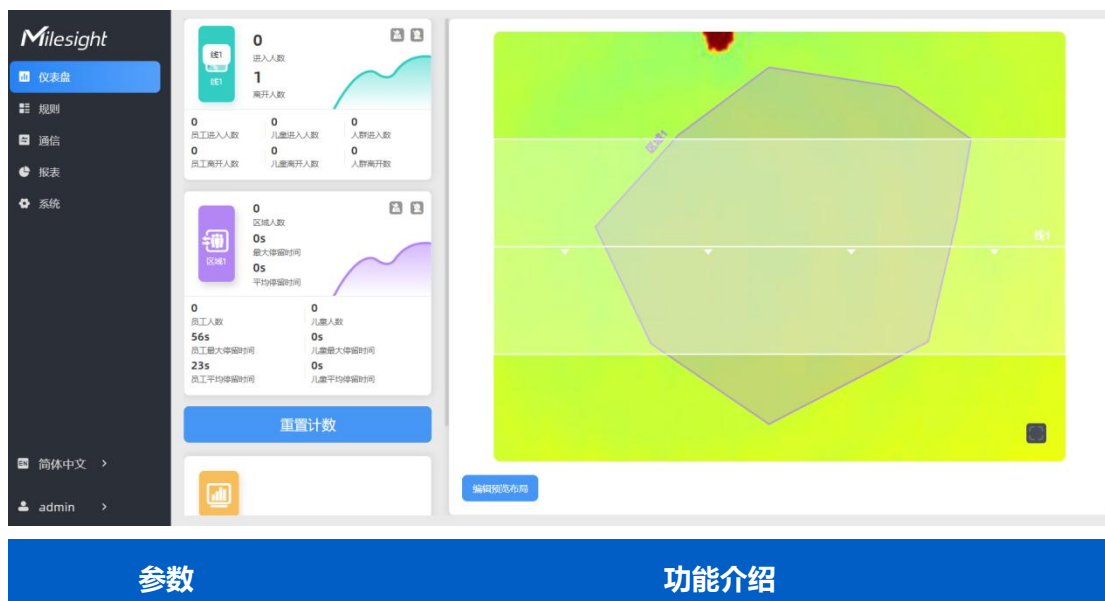 Milesight
仪表盘
规则
通信
报表
系统
简体中文
admin
线1
线1
0
进入人数
1
离开人数
0
员工进入人数
0
儿童进入人数
0
人群进入数
0
员工离开人数
0
儿童离开人数
0
人群离开数
区域1
0
区域人数
0s
最大停留时间
0s
平均停留时间
0
员工人数
0
儿童人数
56s
员工最大停留时间
0s
儿童最大停留时间
23s
员工平均停留时间
0s
儿童平均停留时间
重置计数
区域1
线1
编辑预览布局
参数
功能介绍